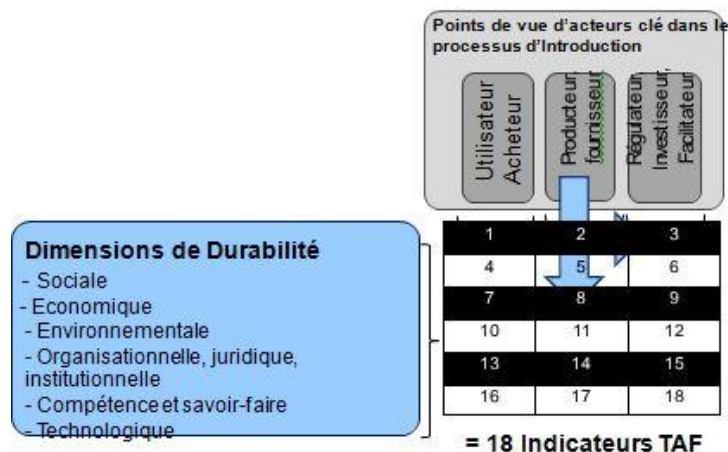 Points de vue d'acteurs clé dans le
processus d'Introduction
Utilisateur
Acheteur
Producteur,
fournisseur
Régulateur,
Investisseur,
Facilitateur
Dimensions de Durabilité
- Sociale
- Economique
- Environnementale
- Organisationnelle, juridique,
institutionnelle
- Compétence et savoir-faire
- Technologique
1 2 3
4 5 6
7 8 9
10 11 12
13 14 15
16 17 18
= 18 Indicateurs TAF